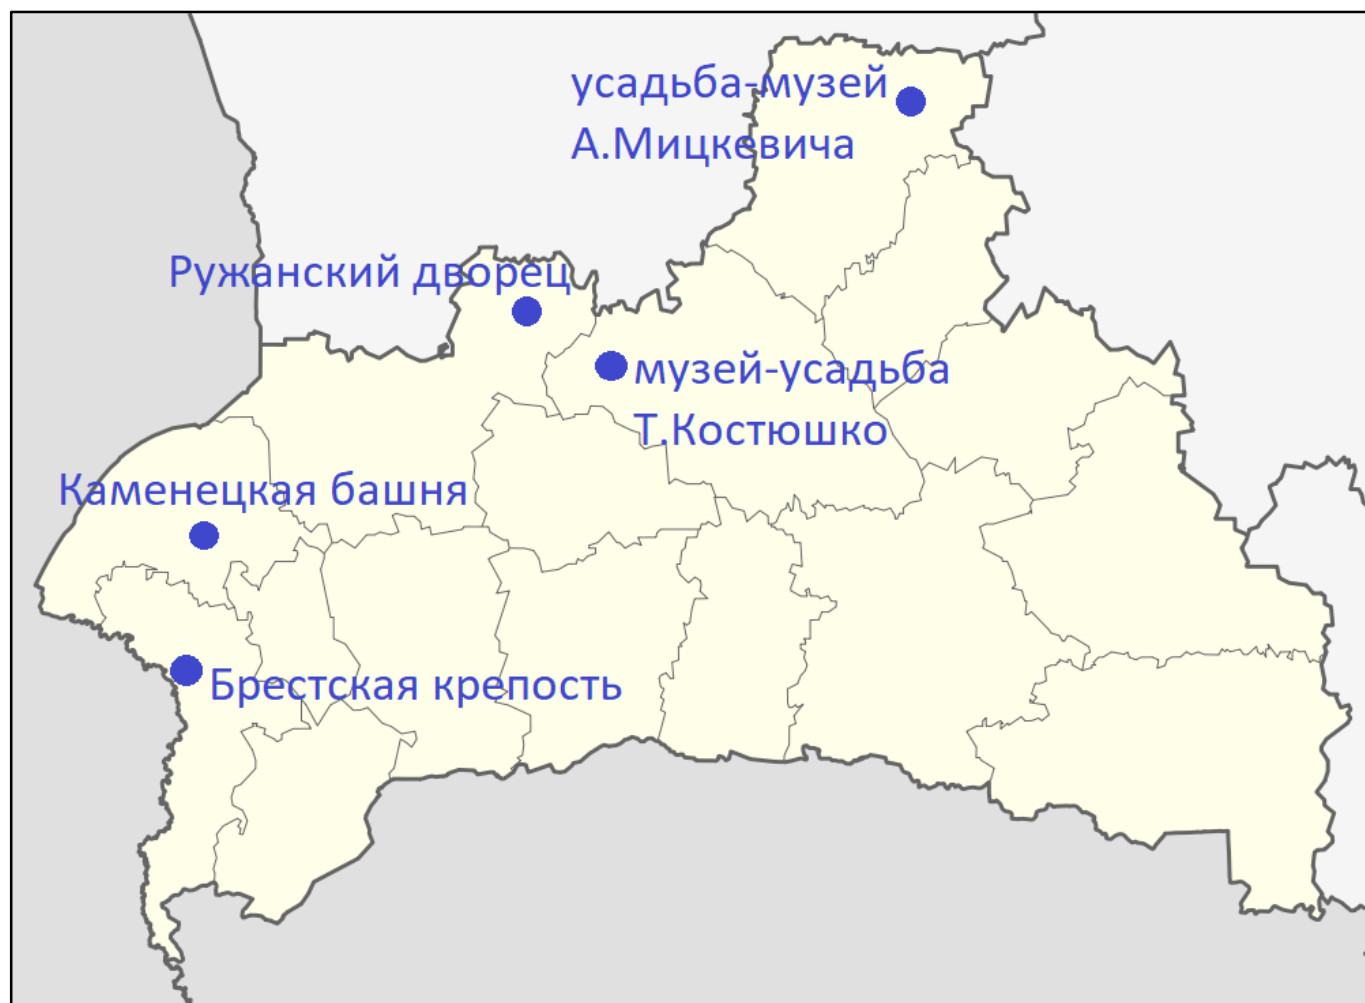 усадьба-музей
А.Мицкевича
Ружанский дворец
музей-усадьба
Т.Костюшко
Каменецкая башня
Брестская крепость